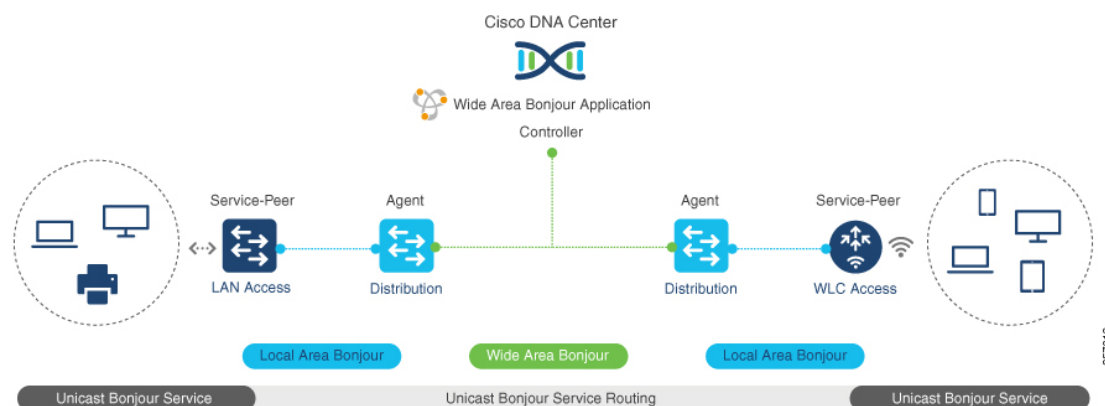 Cisco DNA Center
Wide Area Bonjour Application
Controller
Service-Peer
Agent
Agent
Service-Peer
LAN Access
Distribution
Distribution
WLC Access
Local Area Bonjour
Wide Area Bonjour
Local Area Bonjour
Unicast Bonjour Service
Unicast Bonjour Service Routing
Unicast Bonjour Service